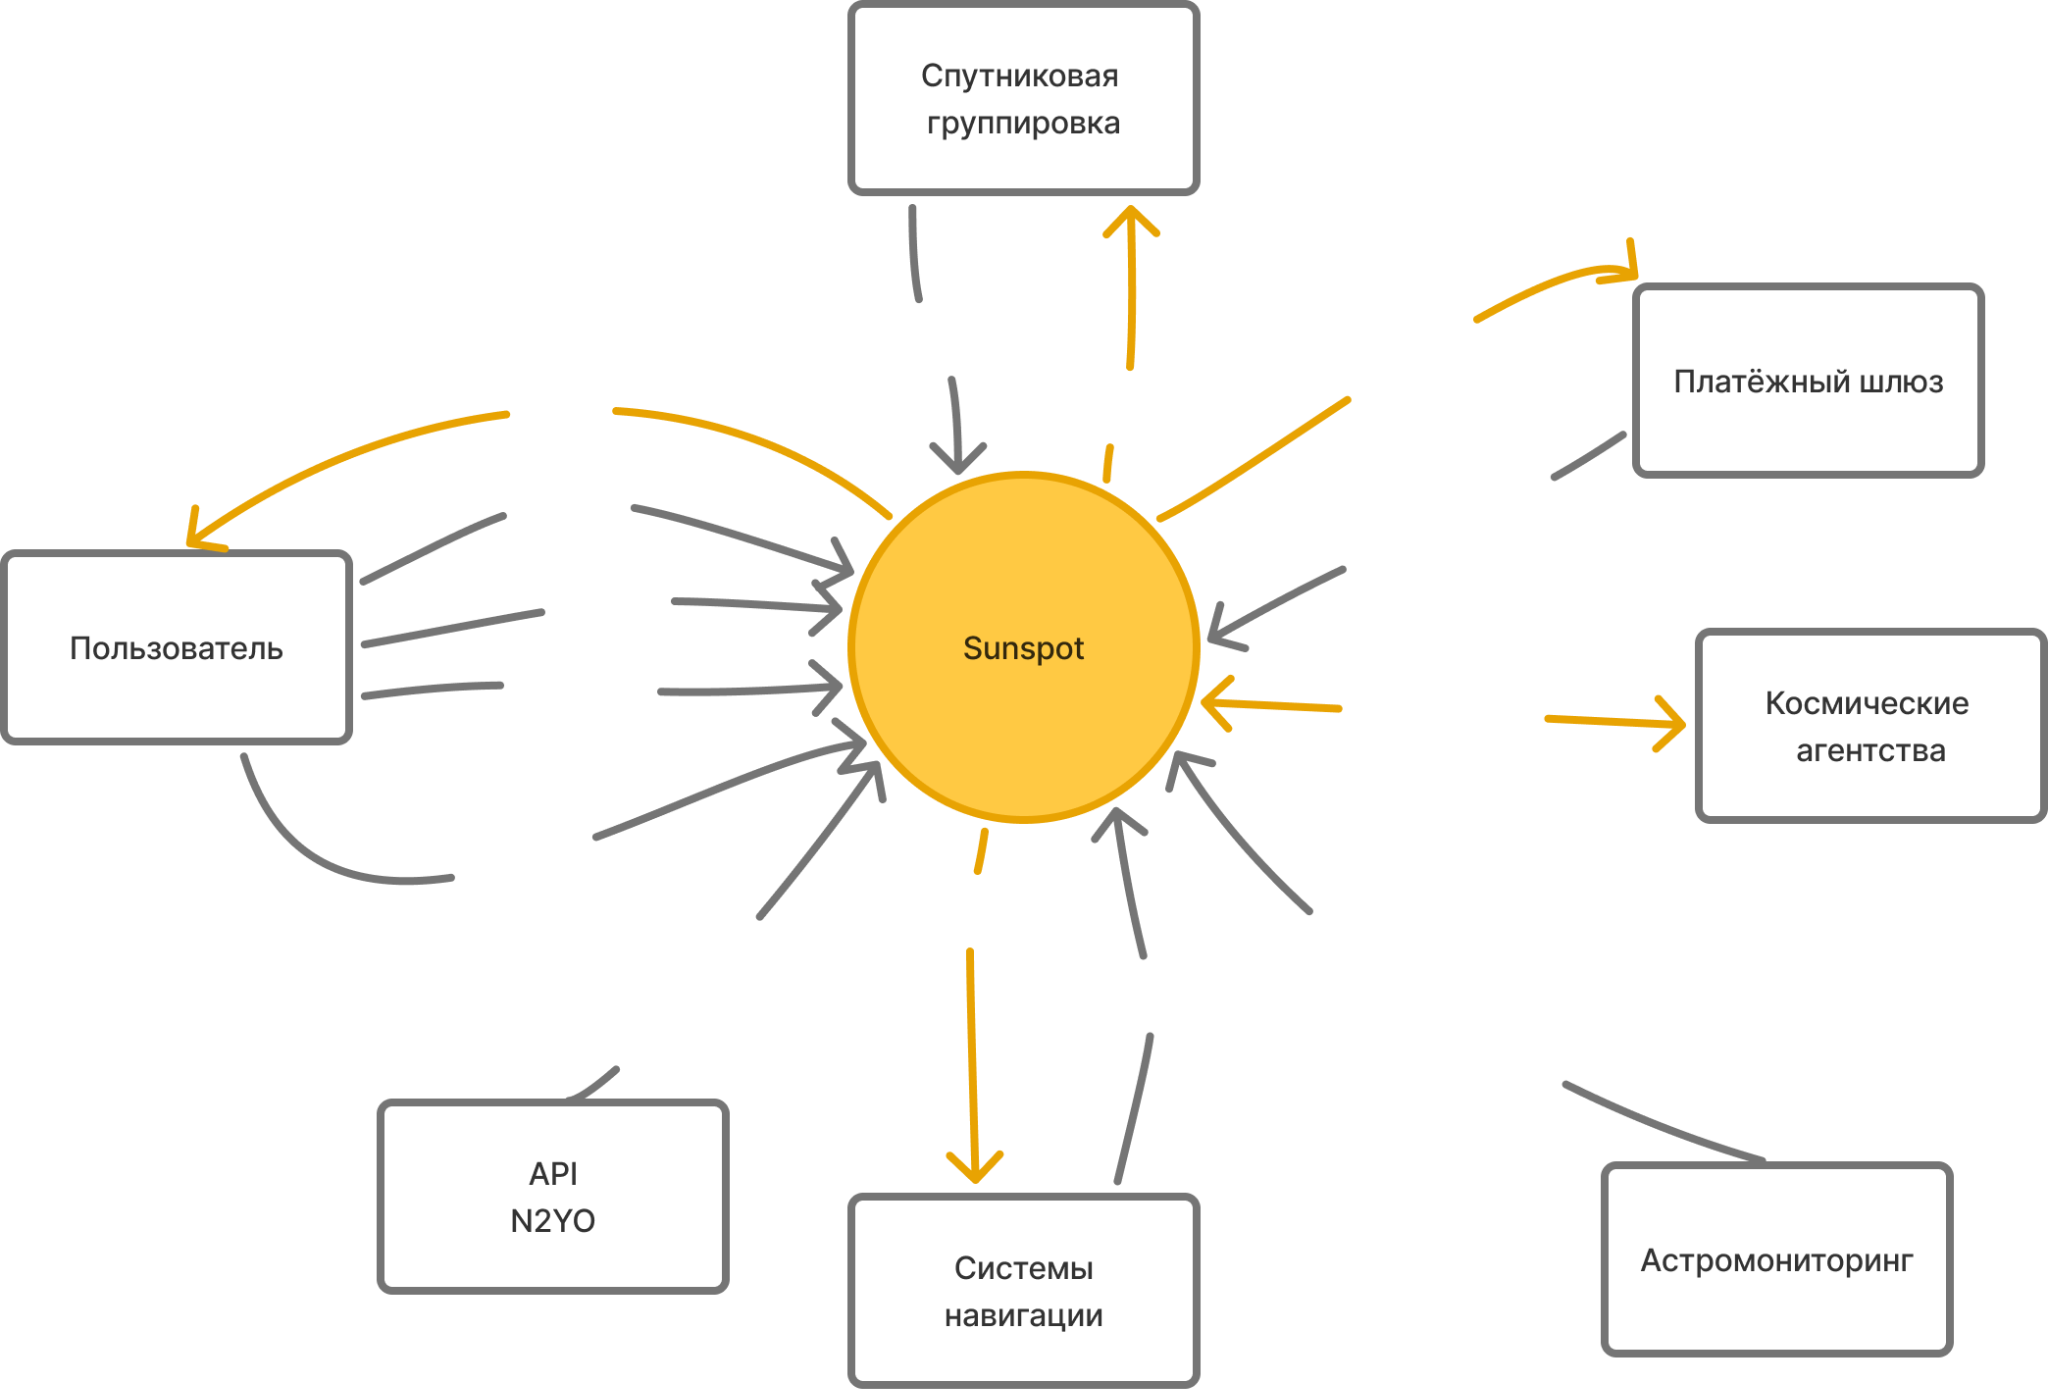 Спутниковая
группировка
Платёжный шлюз
Пользователь
Sunspot
Космические
агентства
API
N2YO
Системы
навигации
Астромониторинг